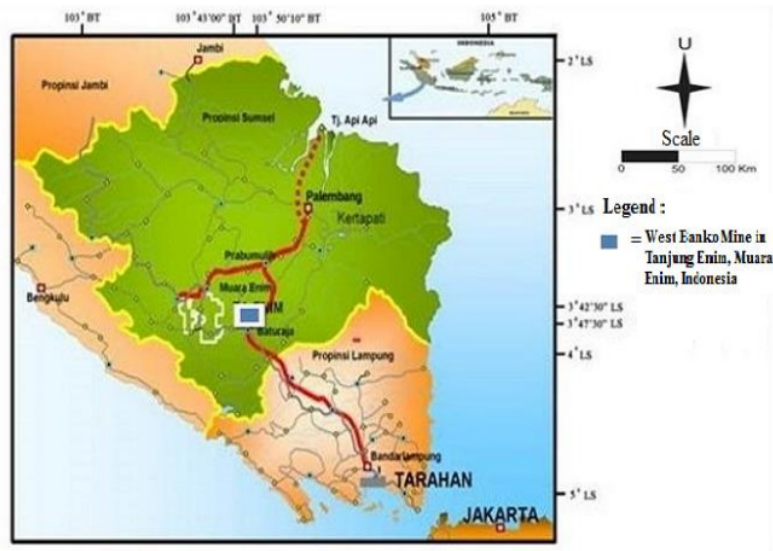 103° BT
103° 43'00" BT
103° 50'10" BT
105° BT
Jambi
INDONESIA
2° LS
U
Propinsi Jambi
Propinsi Sumsel
Tj. Api Api
Scale
0 50 100 Km
Palembang
3° LS
Legend :
Kertapati
= West Banko Mine in
Tanjung Enim, Muara
Enim, Indonesia
Prabumulih
Muara Enim
Bengkulu
IM
3° 42'30" LS
3° 47'30" LS
Baturaja
4° LS
Propinsi Lampung
Bandarlampung
TARAHAN
5° LS
JAKARTA